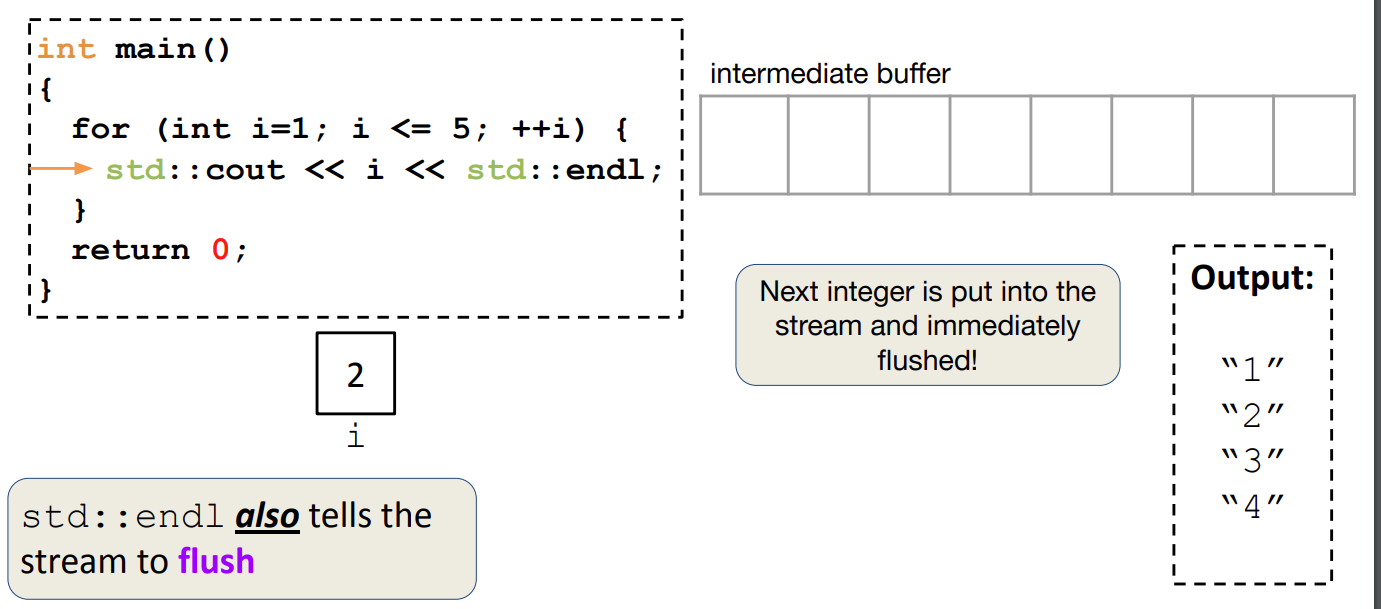 int main()
{
for (int i=1; i <= 5; ++i) {
std::cout << i << std::endl;
}
return 0;
}
intermediate buffer
Next integer is put into the
stream and immediately
flushed!
Output:
“1”
“2”
“3”
“4”
2
i
std::endl also tells the
stream to flush